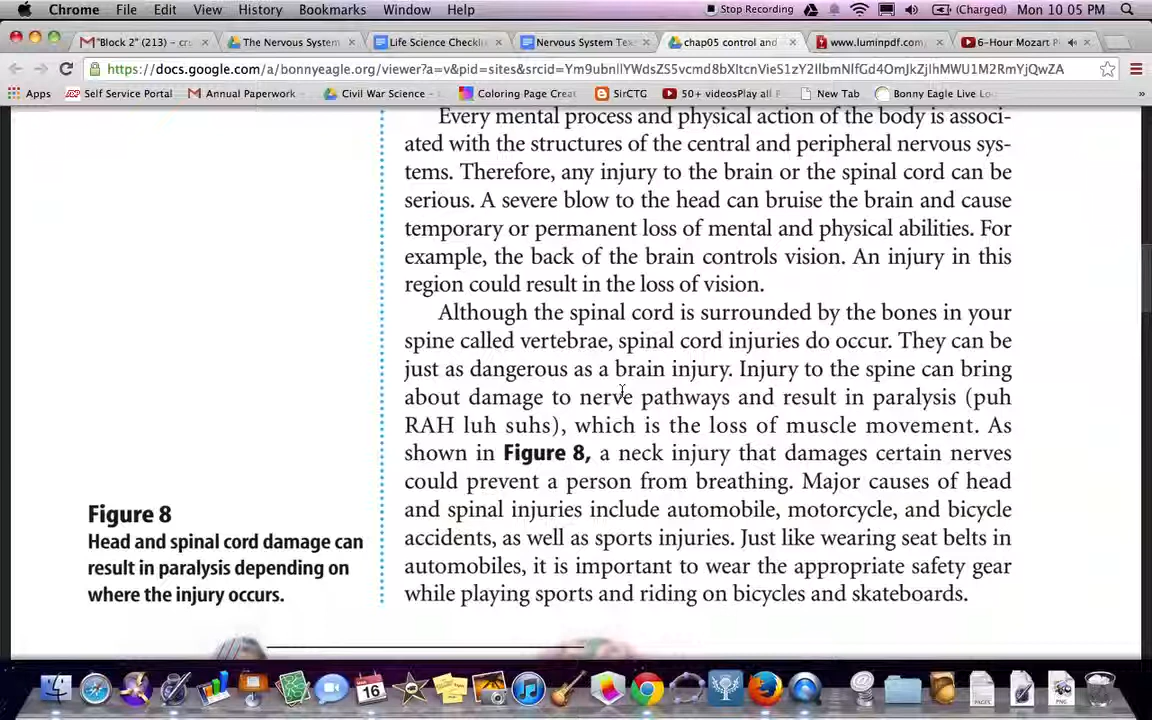 Chrome File Edit View History Bookmarks Window Help Stop Recording (Charged) Mon 10:05 PM
"Block 2" (213) - The Nervous System Life Science Checkli Nervous System Te chap05 control and www.luminpdf.com 6-Hour Mozart P
Apps Self Service Portal Annual Paperwork Civil War Science - Coloring Page Crea SirCTG 50+ videosPlay all New Tab Bonny Eagle Live Lo »
Every mental process and physical action of the body is associ-
ated with the structures of the central and peripheral nervous sys-
tems. Therefore, any injury to the brain or the spinal cord can be
serious. A severe blow to the head can bruise the brain and cause
temporary or permanent loss of mental and physical abilities. For
example, the back of the brain controls vision. An injury in this
region could result in the loss of vision.
Although the spinal cord is surrounded by the bones in your
spine called vertebrae, spinal cord injuries do occur. They can be
just as dangerous as a brain injury. Injury to the spine can bring
about damage to nerve pathways and result in paralysis (puh
RAH luh suhs), which is the loss of muscle movement. As
shown in Figure 8, a neck injury that damages certain nerves
could prevent a person from breathing. Major causes of head
and spinal injuries include automobile, motorcycle, and bicycle
accidents, as well as sports injuries. Just like wearing seat belts in
automobiles, it is important to wear the appropriate safety gear
while playing sports and riding on bicycles and skateboards.
Figure 8
Head and spinal cord damage can
result in paralysis depending on
where the injury occurs.
16